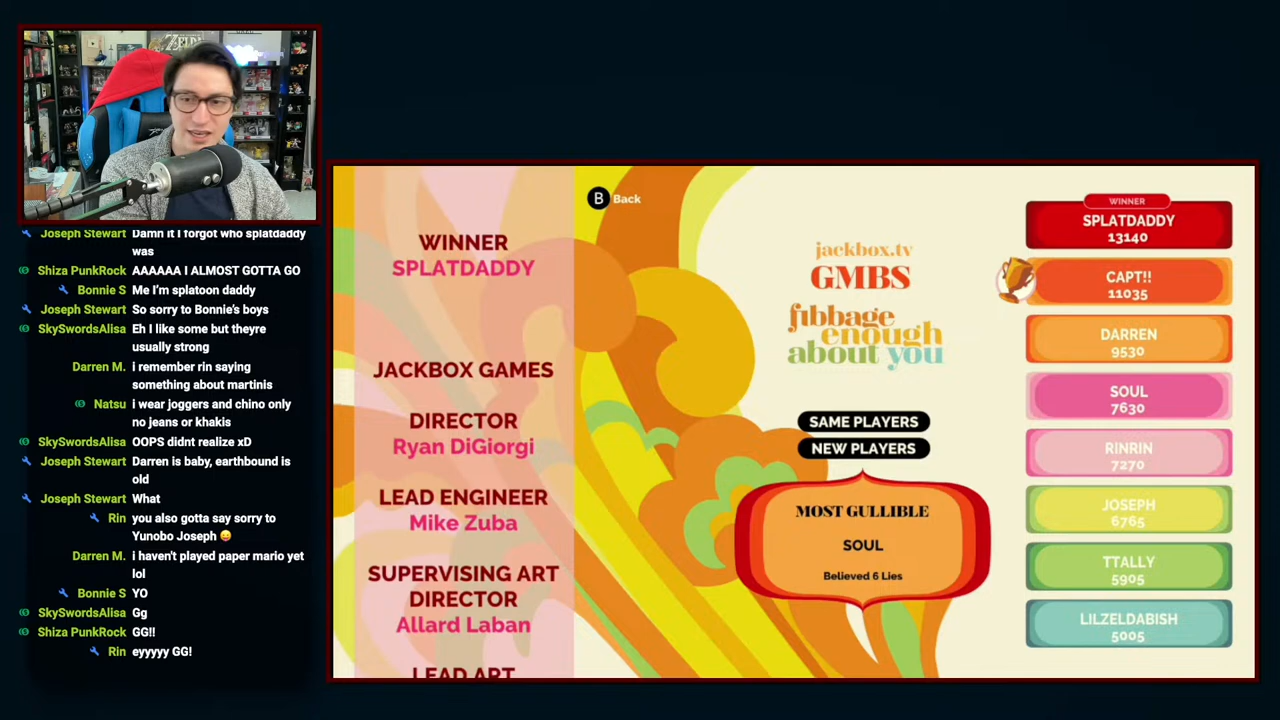 ZELDA
Joseph Stewart Damn it I forgot who splatdaddy
was
Shiza PunkRock AAAAAA I ALMOST GOTTA GO
Bonnie S Me I'm splatoon daddy
Joseph Stewart So sorry to Bonnie's boys
SkySwordsAlisa Eh I like some but theyre
usually strong
Darren M. i remember rin saying
something about martinis
Natsu i wear joggers and chino only
no jeans or khakis
SkySwordsAlisa OOPS didnt realize xD
Joseph Stewart Darren is baby, earthbound is
old
Joseph Stewart What
Rin you also gotta say sorry to
Yunobo Joseph 😛
Darren M. i haven't played paper mario yet
lol
Bonnie S YO
SkySwordsAlisa Gg
Shiza PunkRock GG!!
Rin eyyyyy GG!
WINNER
SPLATDADDY
JACKBOX GAMES
DIRECTOR
Ryan DiGiorgi
LEAD ENGINEER
Mike Zuba
SUPERVISING ART
DIRECTOR
Allard Laban
LEAD ART
B Back
jackbox.tv
GMBS
fibbage
enough
about you
SAME PLAYERS
NEW PLAYERS
MOST GULLIBLE
SOUL
Believed 6 Lies
WINNER
SPLATDADDY
13140
CAPT!!
11035
DARREN
9530
SOUL
7630
RINRIN
7270
JOSEPH
6765
TTALLY
5905
LILZELDABISH
5005